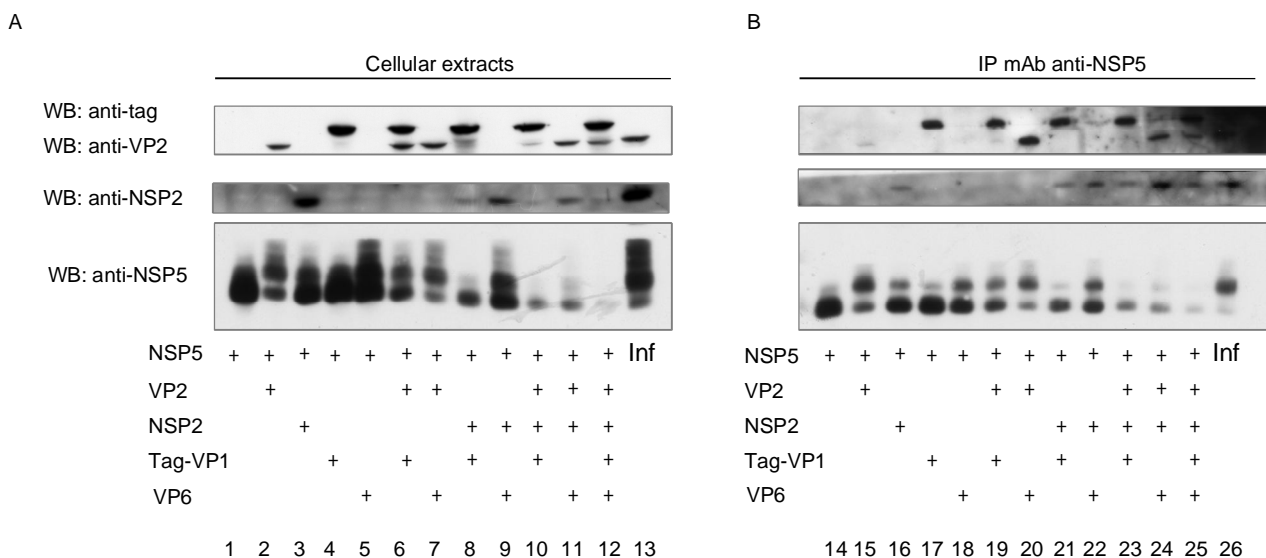 A
Cellular extracts
WB: anti-tag
WB: anti-VP2
WB: anti-NSP2
WB: anti-NSP5
NSP5 + + + + + + + + + + + + Inf
VP2 + + + + + +
NSP2 + + + + + +
Tag-VP1 + + + + +
VP6 + + + + +
1 2 3 4 5 6 7 8 9 10 11 12 13
B
IP mAb anti-NSP5
NSP5 + + + + + + + + + + + + Inf
VP2 + + + + + +
NSP2 + + + + + +
Tag-VP1 + + + + +
VP6 + + + + +
14 15 16 17 18 19 20 21 22 23 24 25 26